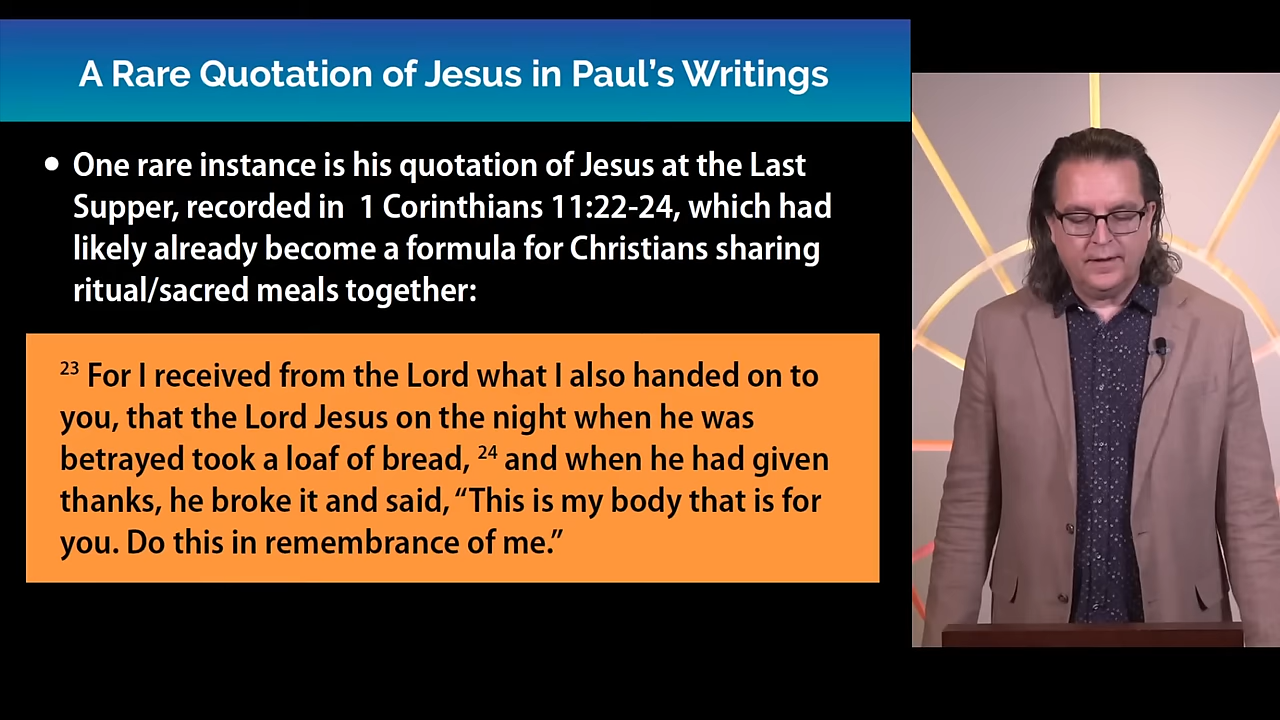 A Rare Quotation of Jesus in Paul's Writings
• One rare instance is his quotation of Jesus at the Last
Supper, recorded in  1 Corinthians 11:22-24, which had
likely already become a formula for Christians sharing
ritual/sacred meals together:
23 For I received from the Lord what I also handed on to
you, that the Lord Jesus on the night when he was
betrayed took a loaf of bread, 24 and when he had given
thanks, he broke it and said, “This is my body that is for
you. Do this in remembrance of me.”